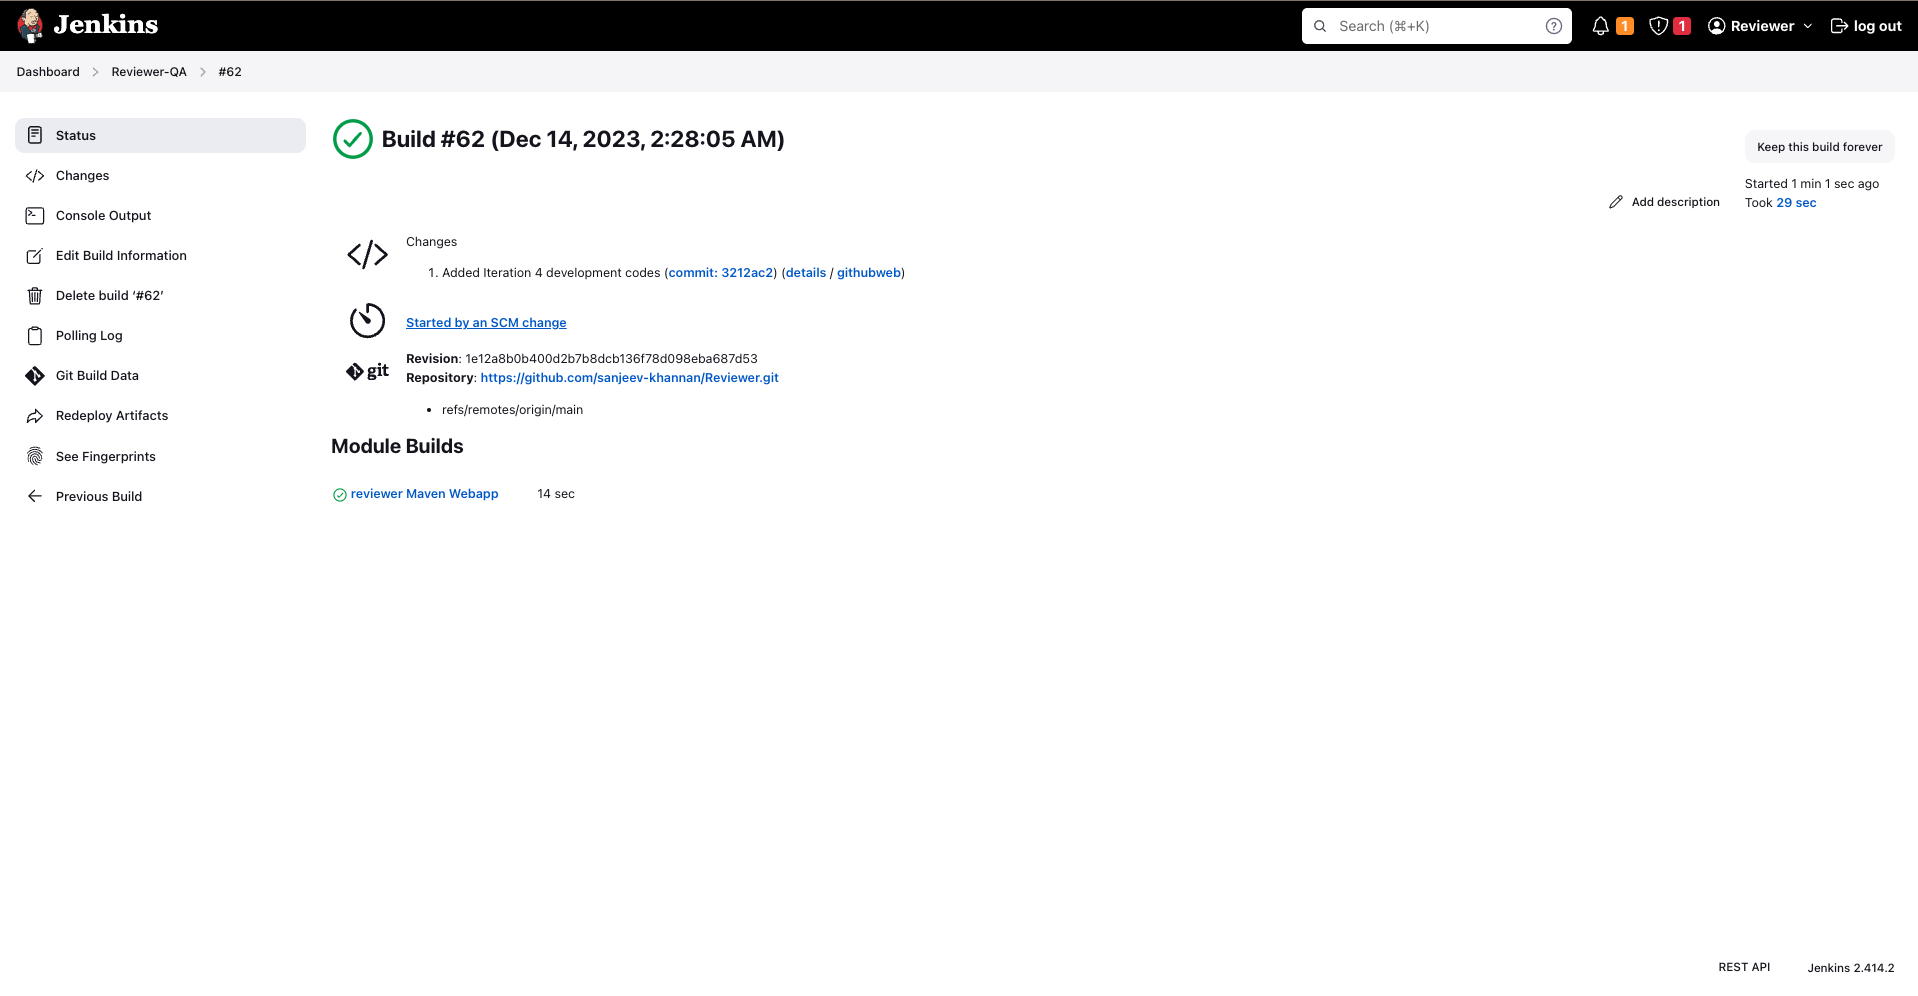 Jenkins
Search (⌘+K)
1
1
Reviewer
log out
Dashboard
Reviewer-QA
#62
Status
Changes
Console Output
Edit Build Information
Delete build ‘#62’
Polling Log
Git Build Data
Redeploy Artifacts
See Fingerprints
Previous Build
Build #62 (Dec 14, 2023, 2:28:05 AM)
Keep this build forever
Started 1 min 1 sec ago
Took 29 sec
Add description
Changes
1. Added Iteration 4 development codes (commit: 3212ac2) (details / githubweb)
Started by an SCM change
git
Revision: 1e12a8b0b400d2b7b8dcb136f78d098eba687d53
Repository: https://github.com/sanjeev-khannan/Reviewer.git
• refs/remotes/origin/main
Module Builds
reviewer Maven Webapp 14 sec
REST API
Jenkins 2.414.2